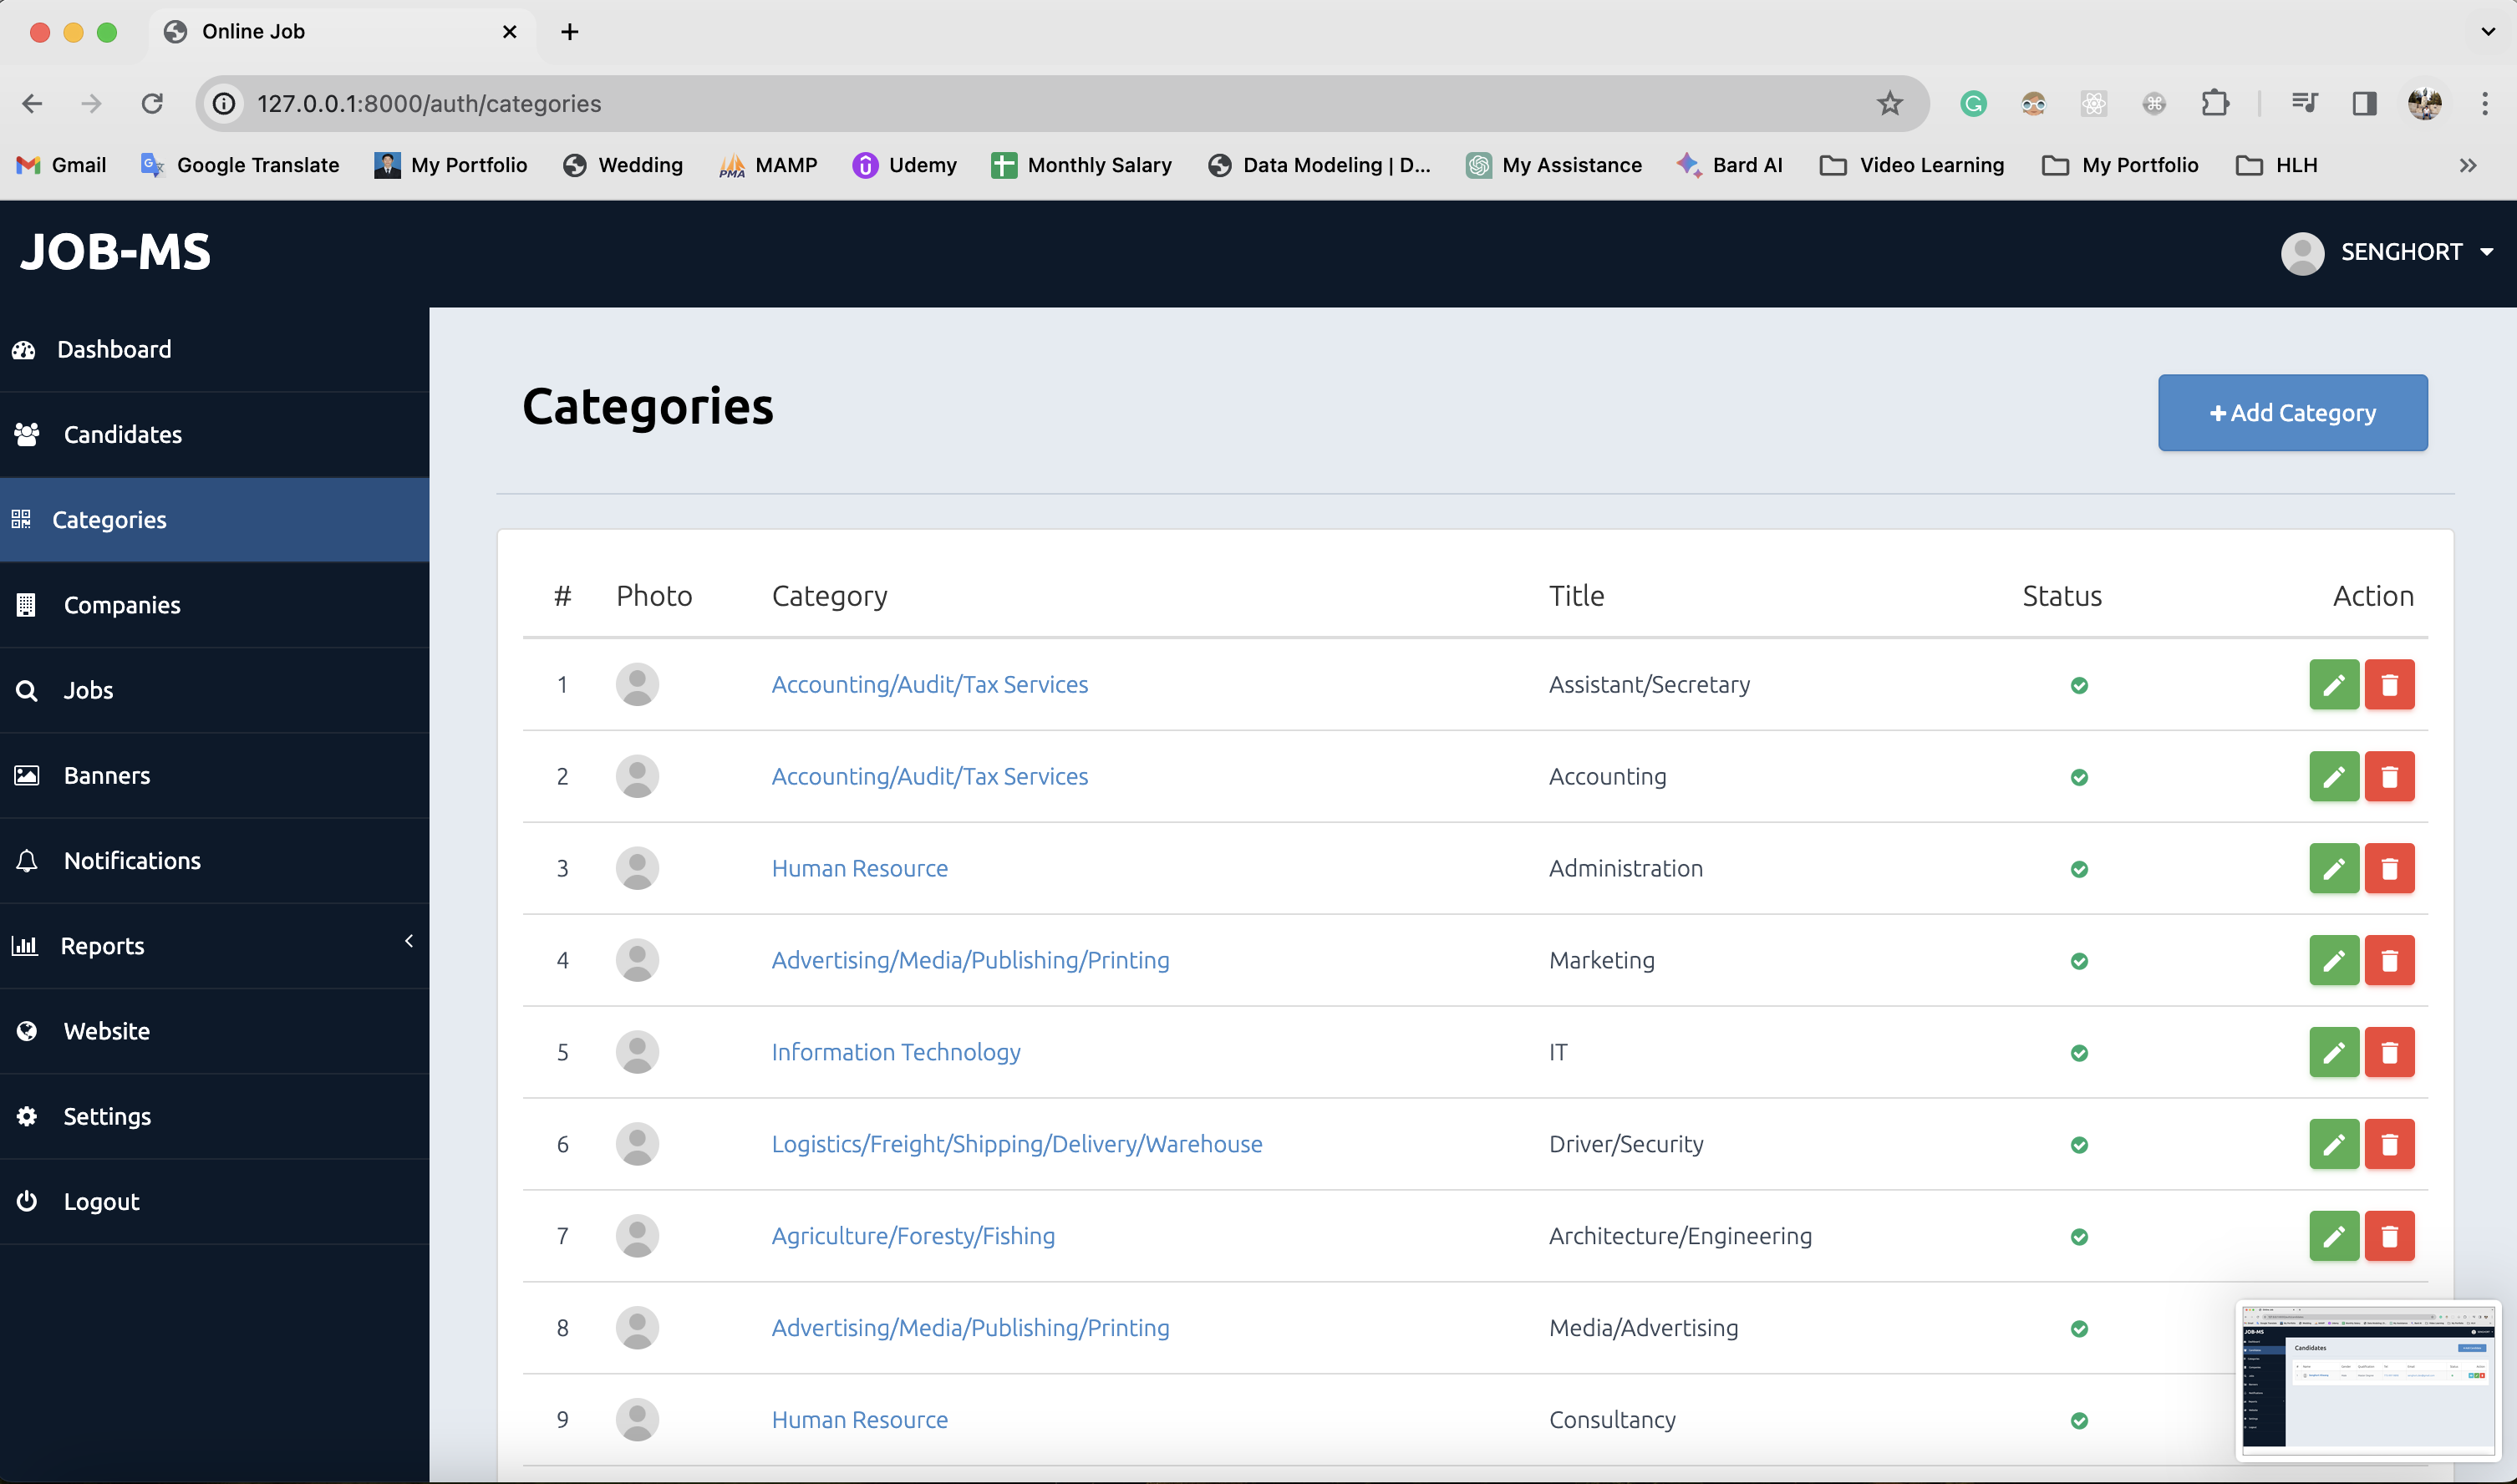 Online Job
127.0.0.1:8000/auth/categories
Gmail Google Translate My Portfolio Wedding MAMP Udemy Monthly Salary Data Modeling | D... My Assistance Bard AI Video Learning My Portfolio HLH
JOB-MS
SENGHORT
Dashboard
Candidates
Categories
Companies
Jobs
Banners
Notifications
Reports
Website
Settings
Logout
Categories
+ Add Category
# Photo Category Title Status Action
1 Accounting/Audit/Tax Services Assistant/Secretary
2 Accounting/Audit/Tax Services Accounting
3 Human Resource Administration
4 Advertising/Media/Publishing/Printing Marketing
5 Information Technology IT
6 Logistics/Freight/Shipping/Delivery/Warehouse Driver/Security
7 Agriculture/Foresty/Fishing Architecture/Engineering
8 Advertising/Media/Publishing/Printing Media/Advertising
9 Human Resource Consultancy
JOB-MS
Candidates